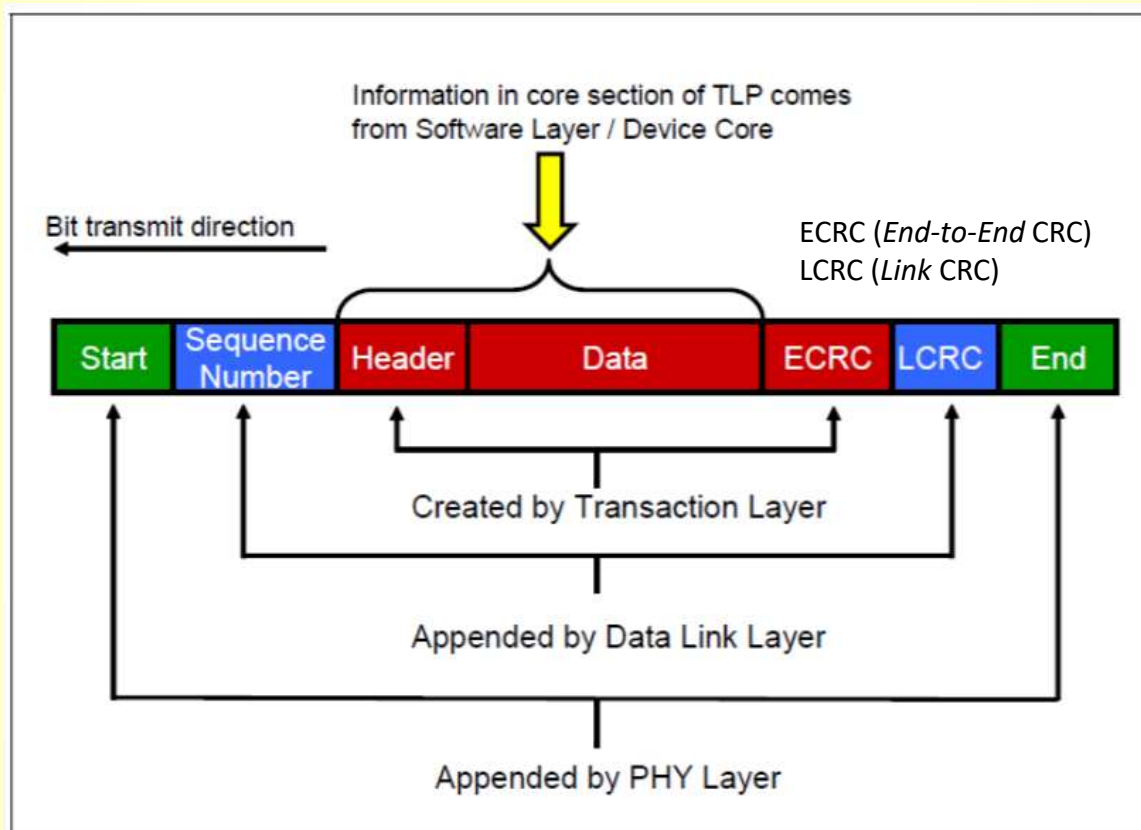 Information in core section of TLP comes
from Software Layer / Device Core
Bit transmit direction
ECRC (End-to-End CRC)
LCRC (Link CRC)
Start
Sequence
Number
Header
Data
ECRC
LCRC
End
Created by Transaction Layer
Appended by Data Link Layer
Appended by PHY Layer